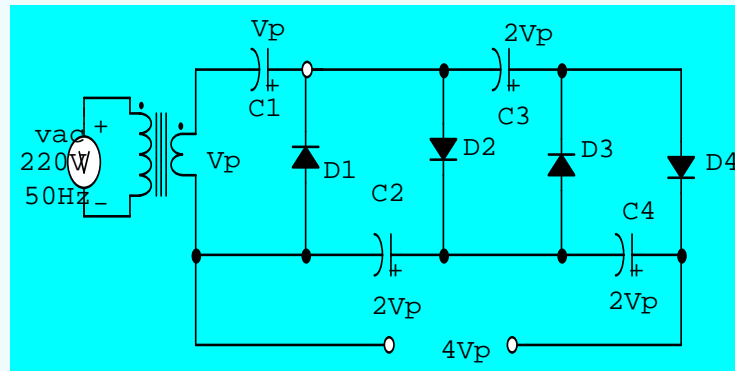 Vp
2Vp
+
+
C1
C3
vac
+
220V
V
Vp
D1
D2
D3
D4
50Hz
-
C2
C4
+
+
2Vp
2Vp
4Vp